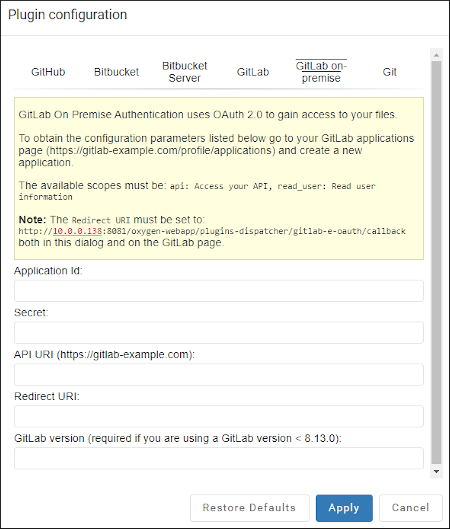 Plugin configuration
GitHub
Bitbucket
Bitbucket
Server
GitLab
GitLab on-
premise
Git
GitLab On Premise Authentication uses OAuth 2.0 to gain access to your files.
To obtain the configuration parameters listed below go to your GitLab applications
page (https://gitlab-example.com/profile/applications) and create a new
application.
The available scopes must be: api: Access your API, read_user: Read user
information
Note: The Redirect URI must be set to:
http://10.0.0.138:8081/oxygen-webapp/plugins-dispatcher/gitlab-e-oauth/callback
both in this dialog and on the GitLab page.
Application Id:
Secret:
API URI (https://gitlab-example.com):
Redirect URI:
GitLab version (required if you are using a GitLab version < 8.13.0):
Restore Defaults
Apply
Cancel